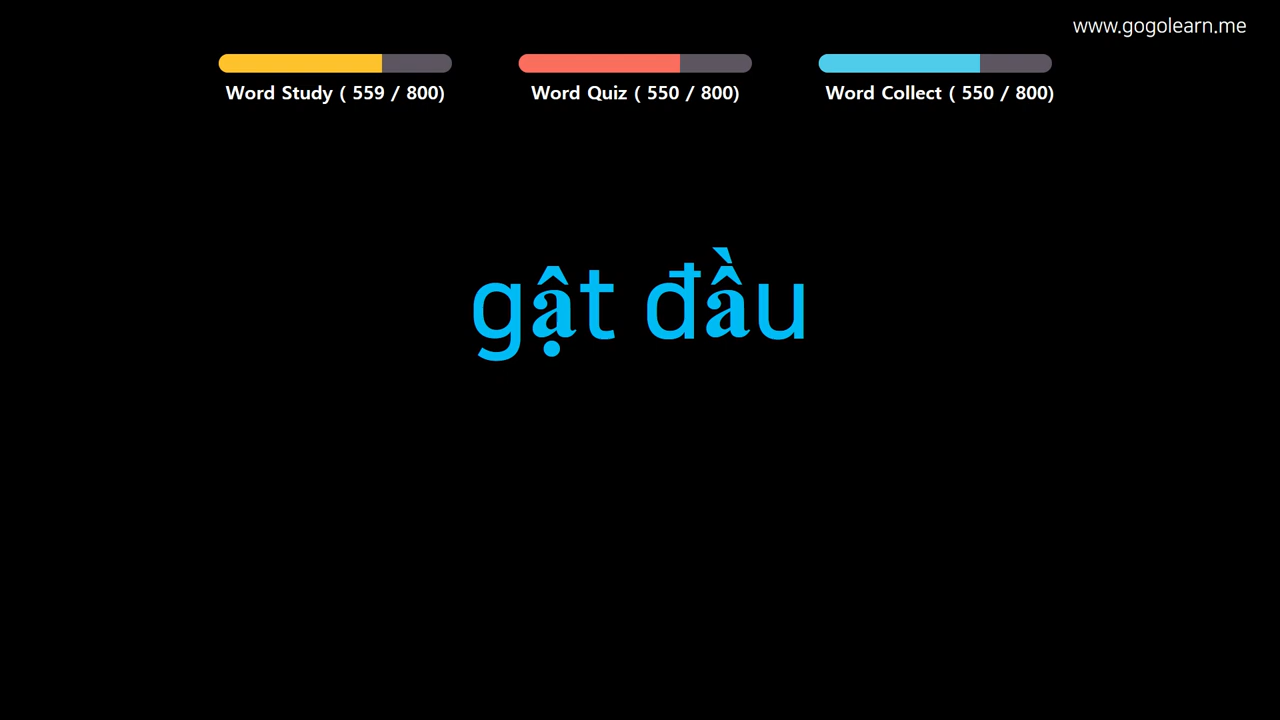 www.gogolearn.me
Word Study ( 559 / 800)
Word Quiz ( 550 / 800)
Word Collect ( 550 / 800)
gật đầu